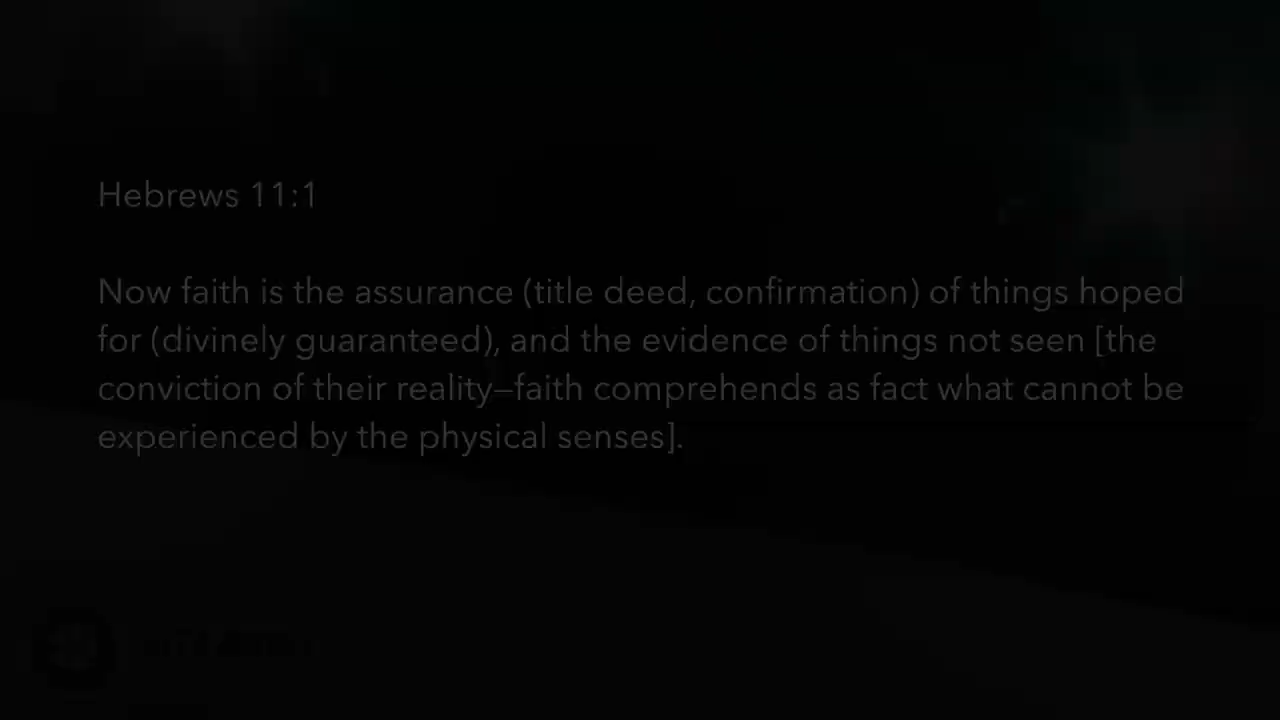 Hebrews 11:1
Now faith is the assurance (title deed, confirmation) of things hoped
for (divinely guaranteed), and the evidence of things not seen [the
conviction of their reality—faith comprehends as fact what cannot be
experienced by the physical senses].